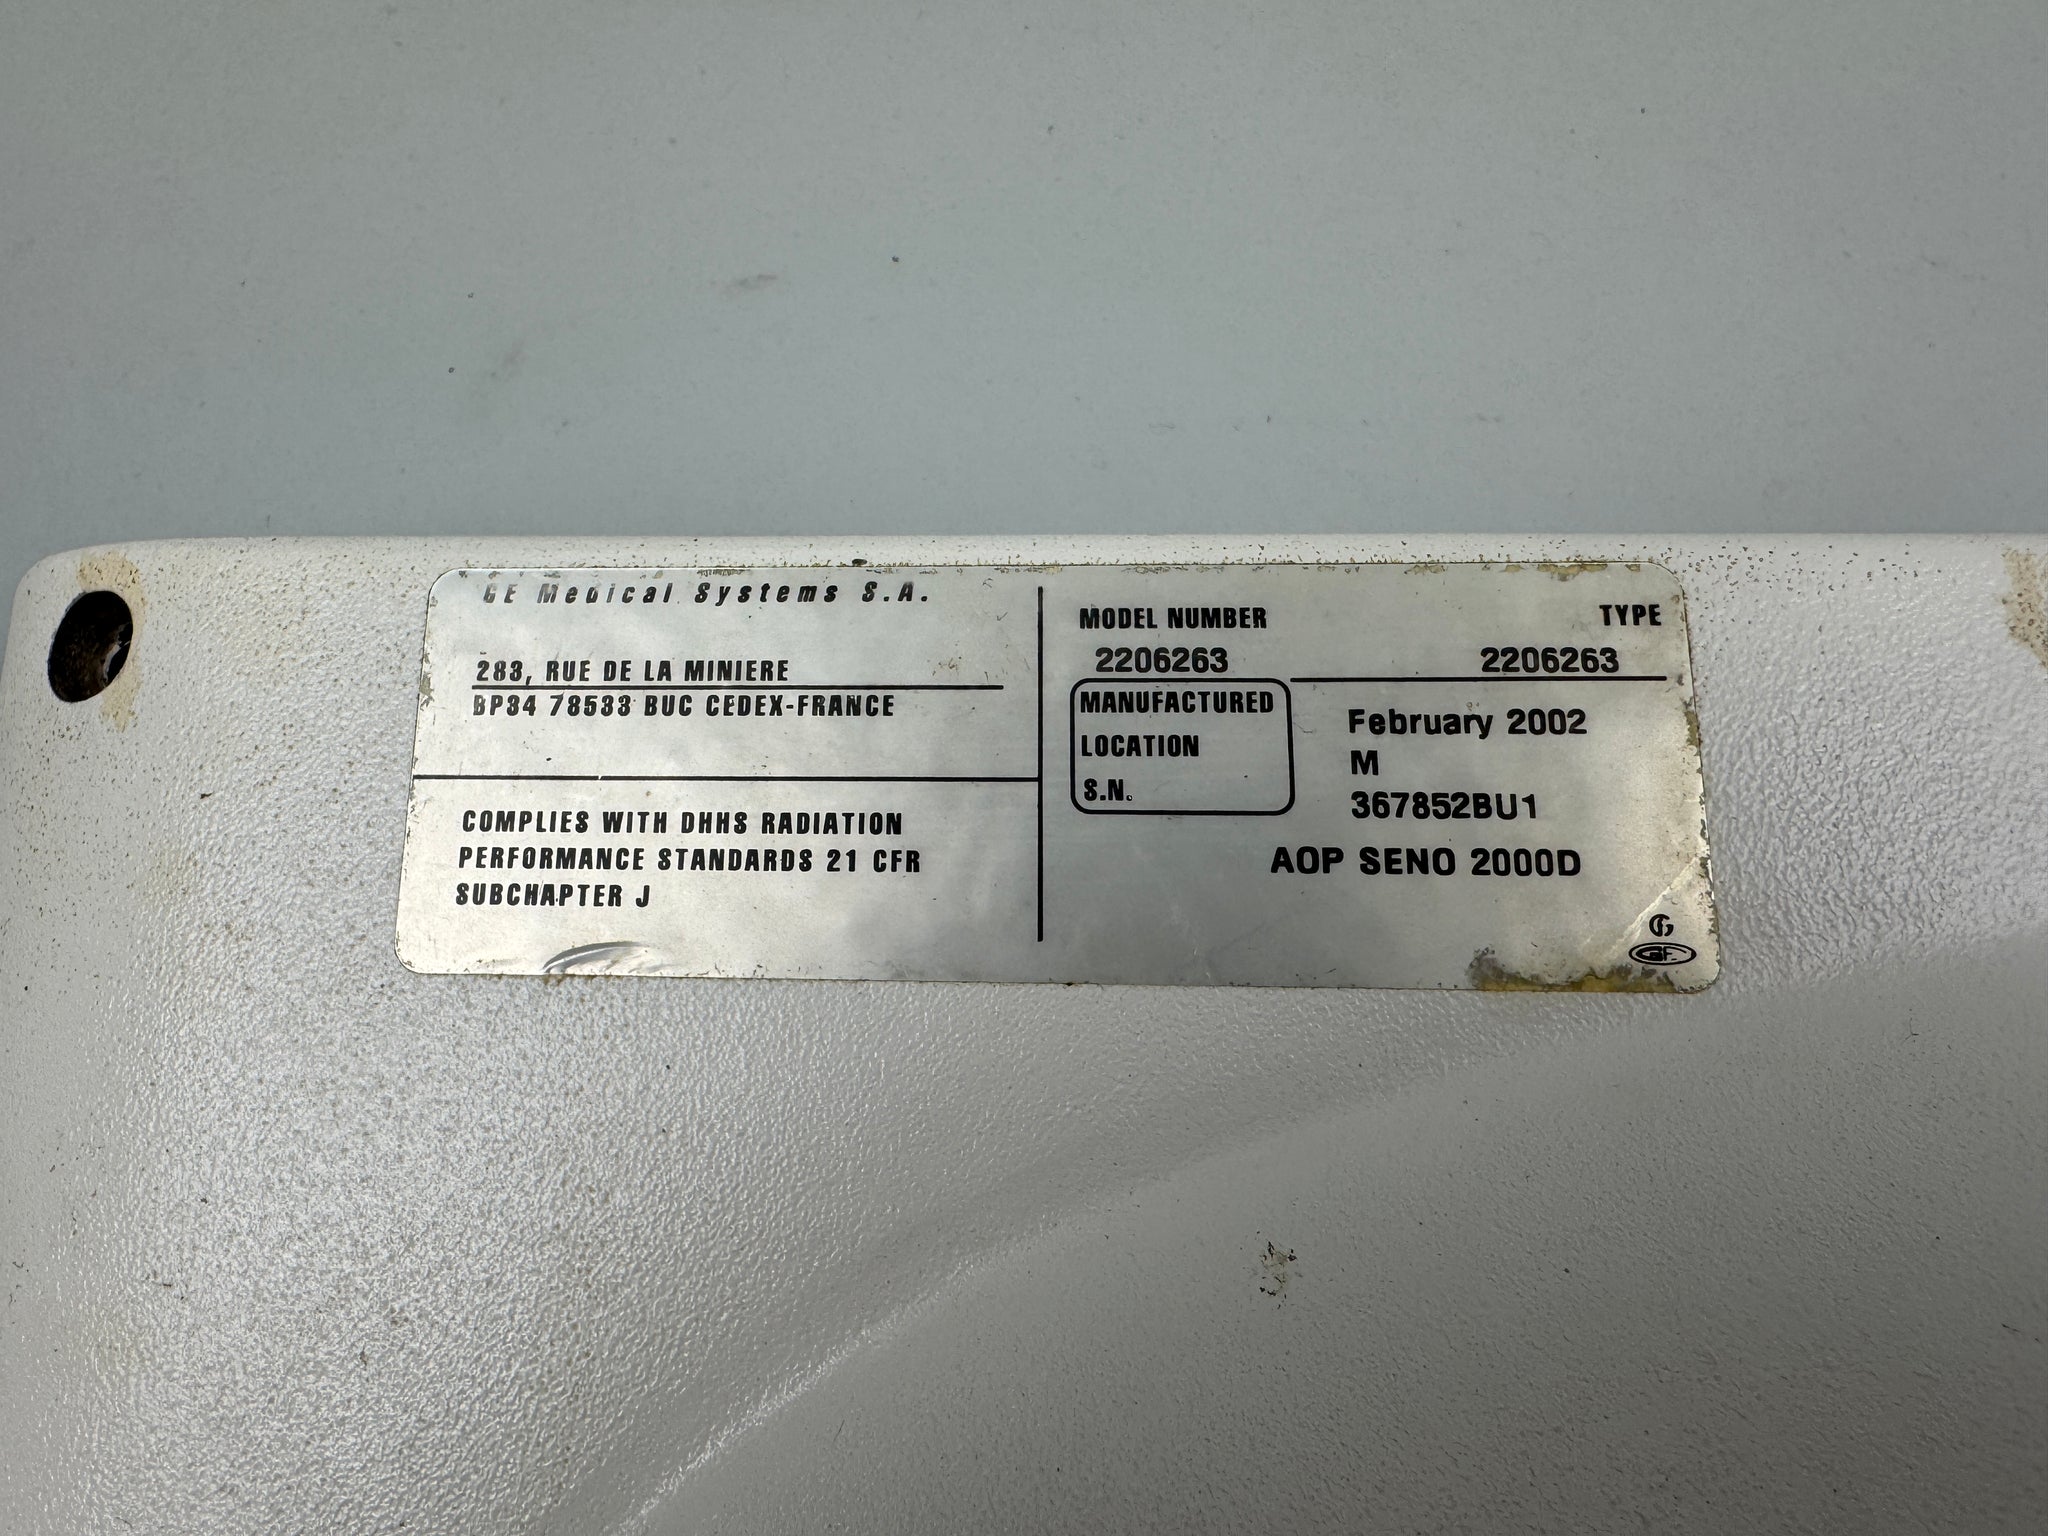 GE Medical Systems S.A.
283, RUE DE LA MINIERE
BP34 78533 BUC CEDEX-FRANCE
COMPLIES WITH DHHS RADIATION
PERFORMANCE STANDARDS 21 CFR
SUBCHAPTER J
MODEL NUMBER TYPE
2206263 2206263
MANUFACTURED February 2002
LOCATION M
S.N. 367852BU1
AOP SENO 2000D